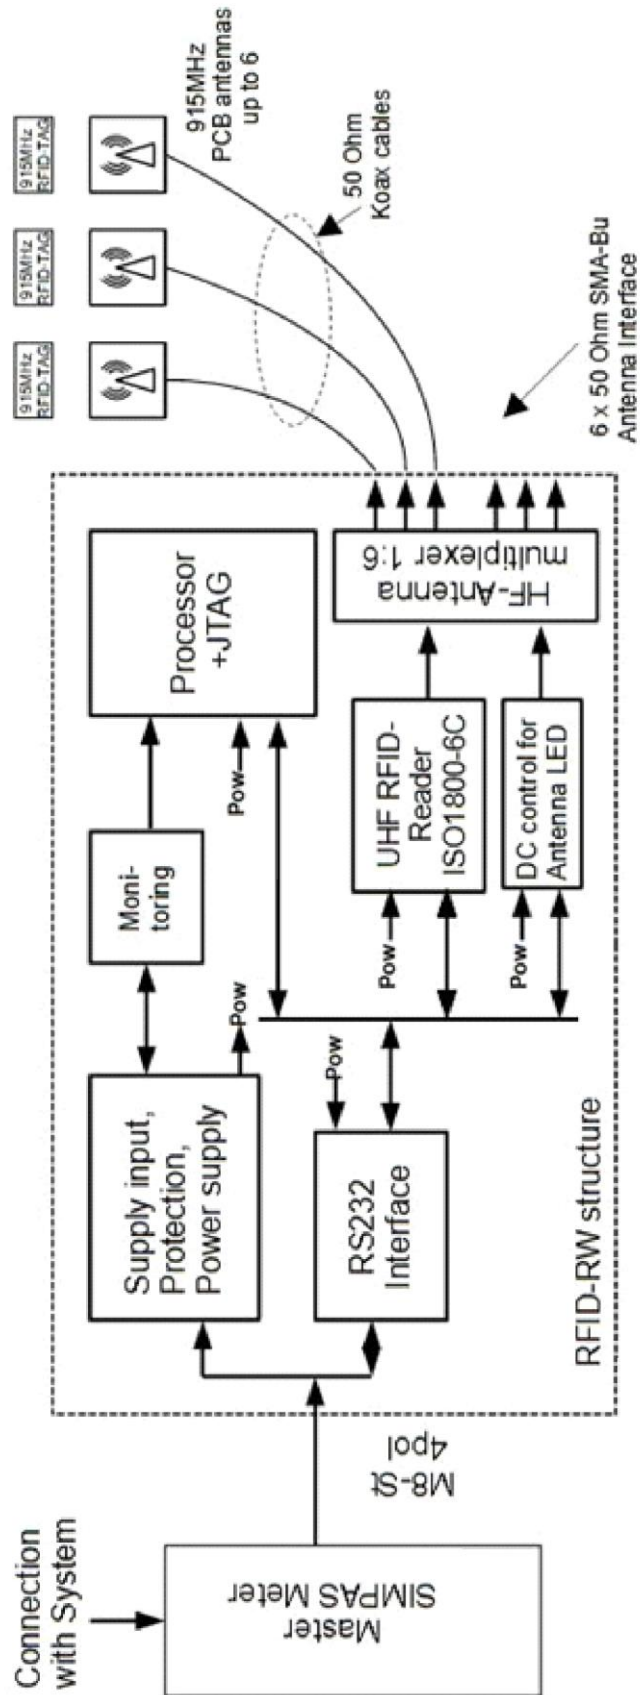 Connection
with System
Master
SIMPAS Meter
M8-St
4pol
Supply input,
Protection,
Power supply
Pow
Moni-
toring
Processor
+JTAG
Pow
RS232
Interface
Pow
UHF RFID-
Reader
ISO1800-6C
Pow
DC control for
Antenna LED
Pow
HF-Antenna
multiplexer 1:6
RFID-RW structure
915MHz
RFID-TAG
915MHz
RFID-TAG
915MHz
RFID-TAG
915MHz
PCB antennas
up to 6
50 Ohm
Koax cables
6 x 50 Ohm SMA-Bu
Antenna Interface